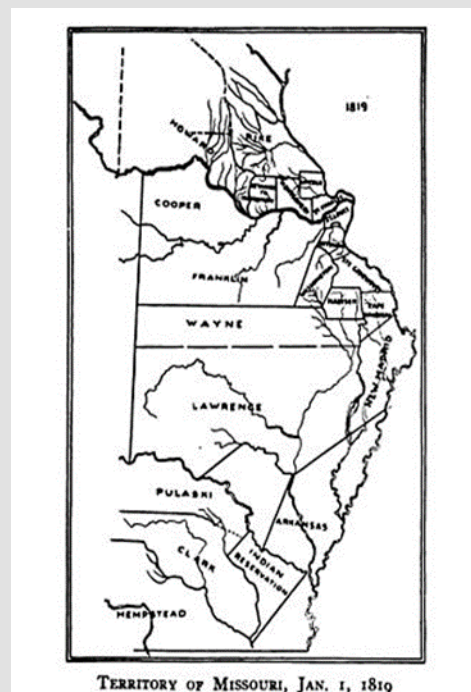 1819
HOWARD
PIKE
COOPER
FRANKLIN
WAYNE
NEW MADRID
LAWRENCE
PULASKI
ARKANSAS
INDIAN
RESERVATION
CLARK
HEMPSTEAD
TERRITORY OF MISSOURI, JAN. 1, 1819